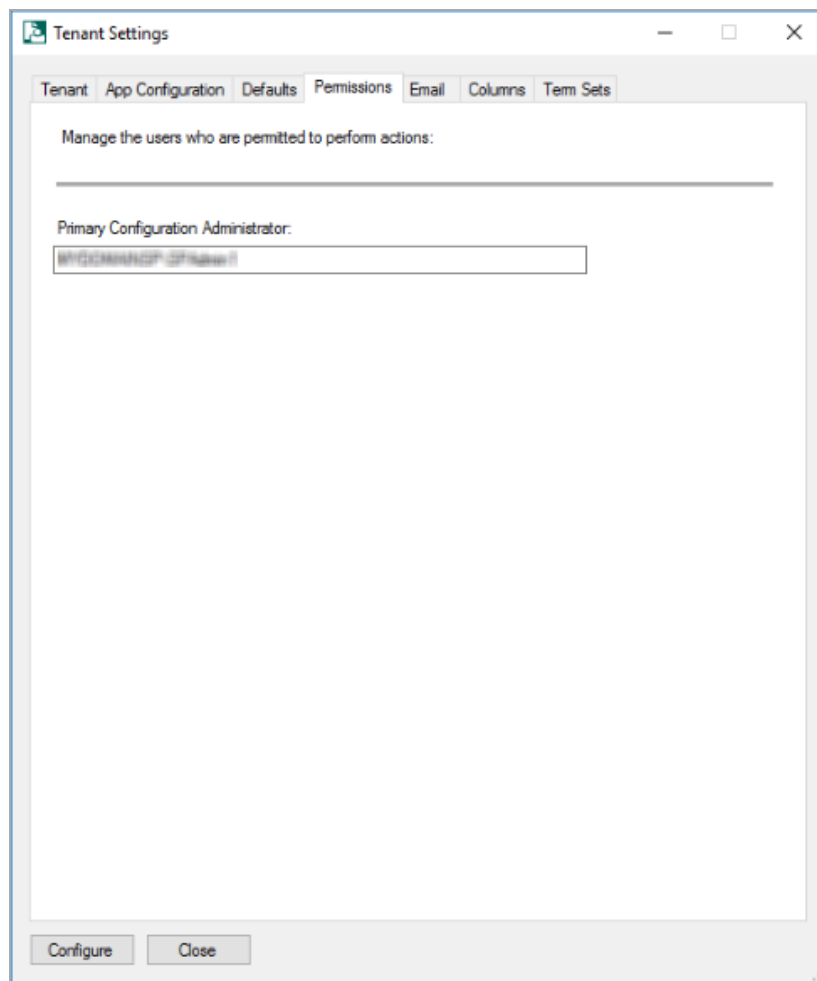 Tenant Settings
Tenant App Configuration Defaults Permissions Email Columns Term Sets
Manage the users who are permitted to perform actions:
Primary Configuration Administrator:
Configure Close